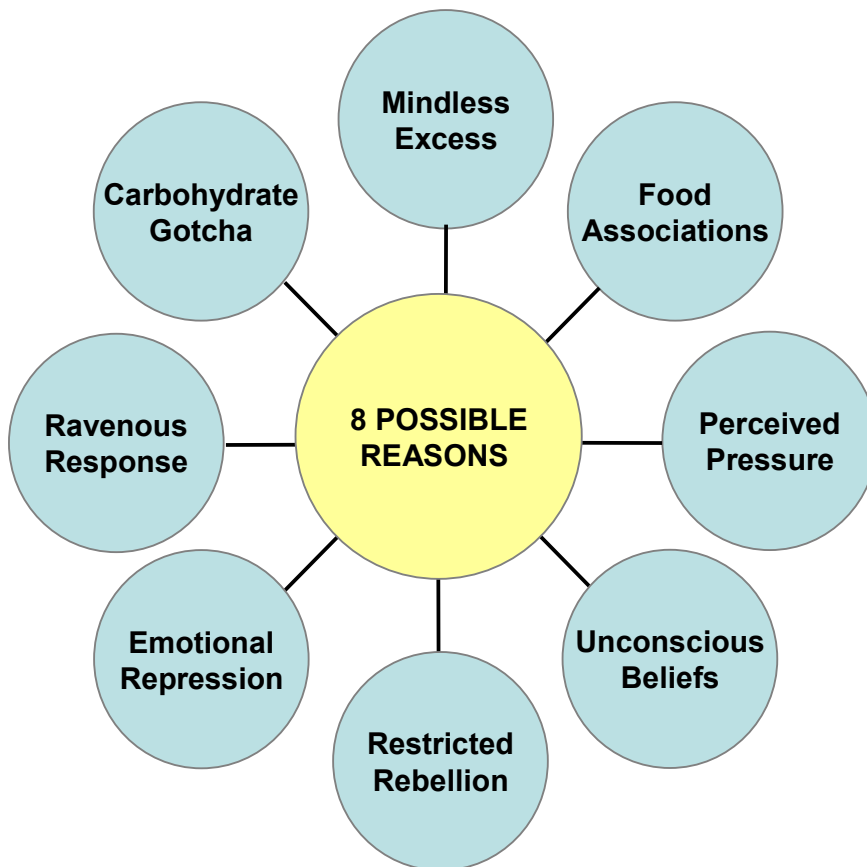 Mindless
Excess
Food
Associations
Perceived
Pressure
Unconscious
Beliefs
Restricted
Rebellion
Emotional
Repression
Ravenous
Response
Carbohydrate
Gotcha
8 POSSIBLE
REASONS